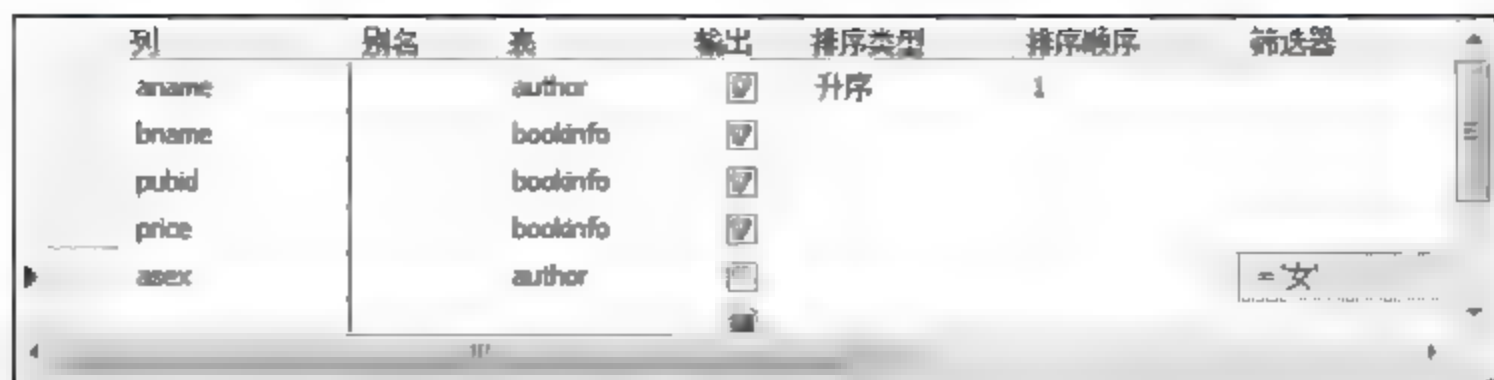 列 别名 表 输出 排序类型 排序顺序 筛选器
aname author 升序 1
bname bookinfo
pubid bookinfo
price bookinfo
asex author ='女'